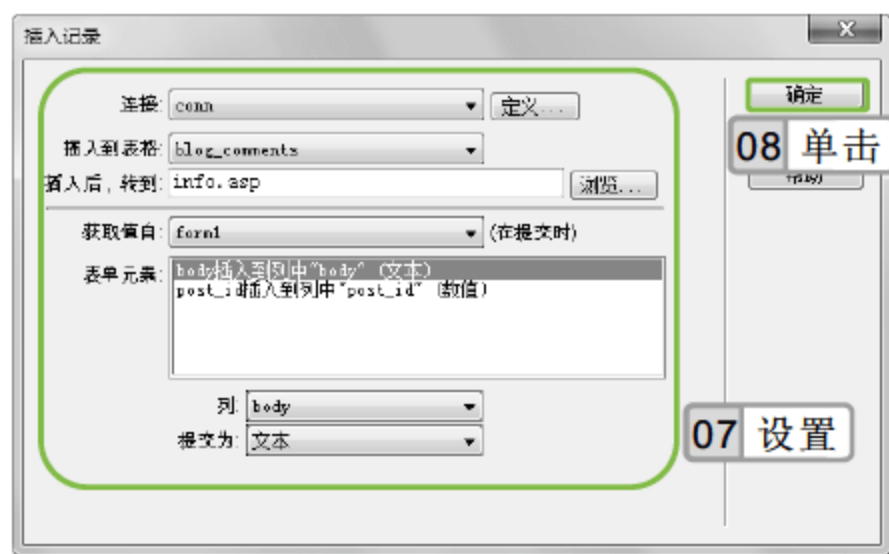 插入记录
连接: conn 定义...
确定
插入到表格: blog_comments
08 单击
插入后, 转到: info.asp 浏览...
帮助
获取值自: form1 (在提交时)
表单元素: body插入到列中"body" (文本)
post_id插入到列中"post_id" (数值)
列: body
07 设置
提交为: 文本